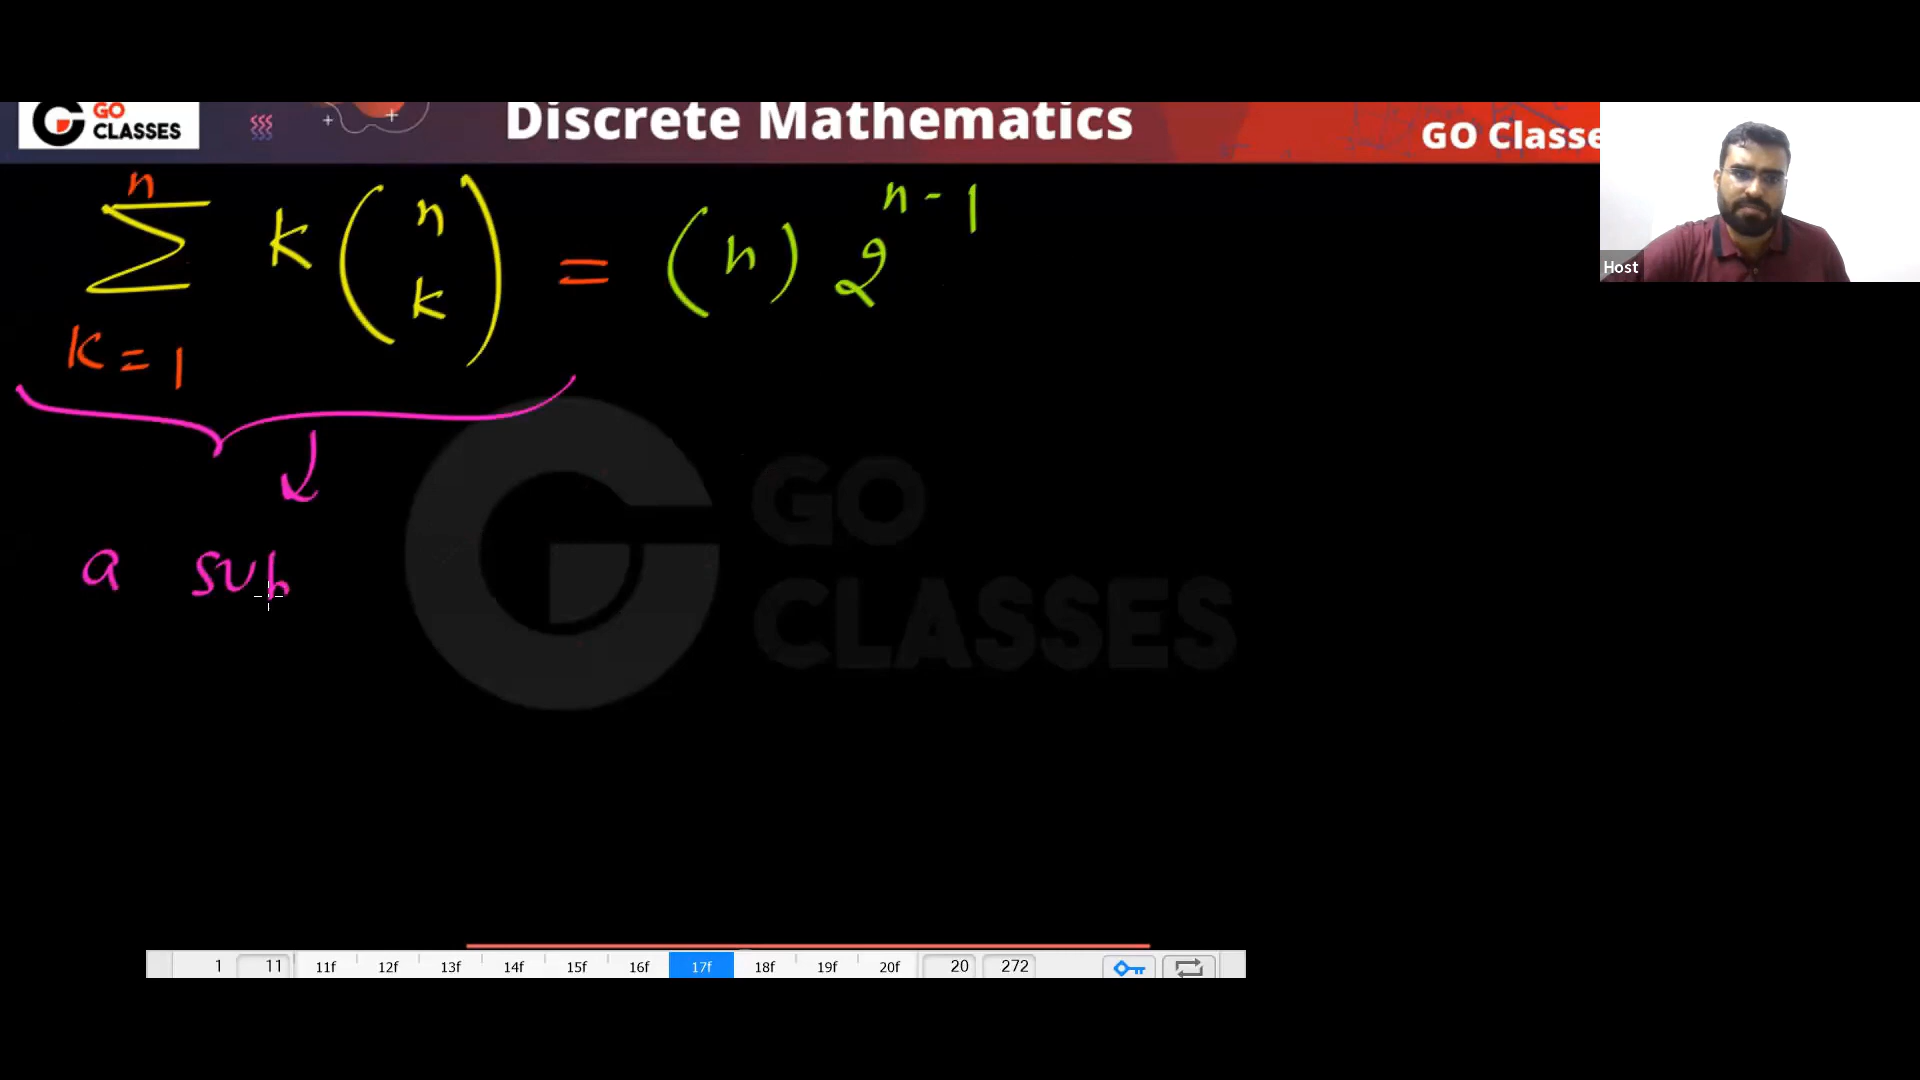 GO
CLASSES
Discrete Mathematics
GO Classe
Host
n
∑ k ( n k ) = (n) 2^{n-1}
k = 1
a sub
GO
CLASSES
1 11 11f 12f 13f 14f 15f 16f 17f 18f 19f 20f 20 272